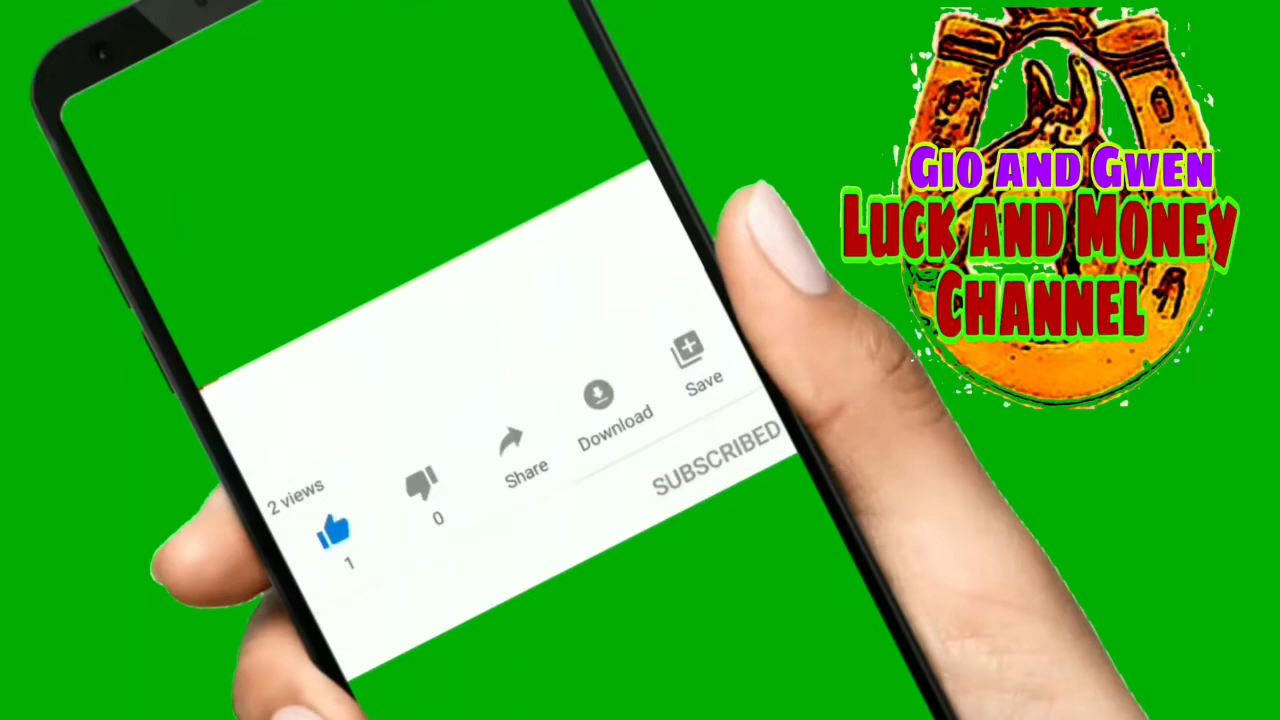 Gio and Gwen
Luck and Money
Channel
2 views
1
0
Share
Download
Save
SUBSCRIBED